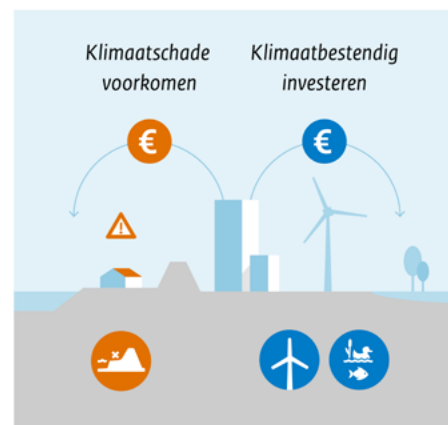 Klimaatschade
voorkomen
Klimaatbestendig
investeren
€
€